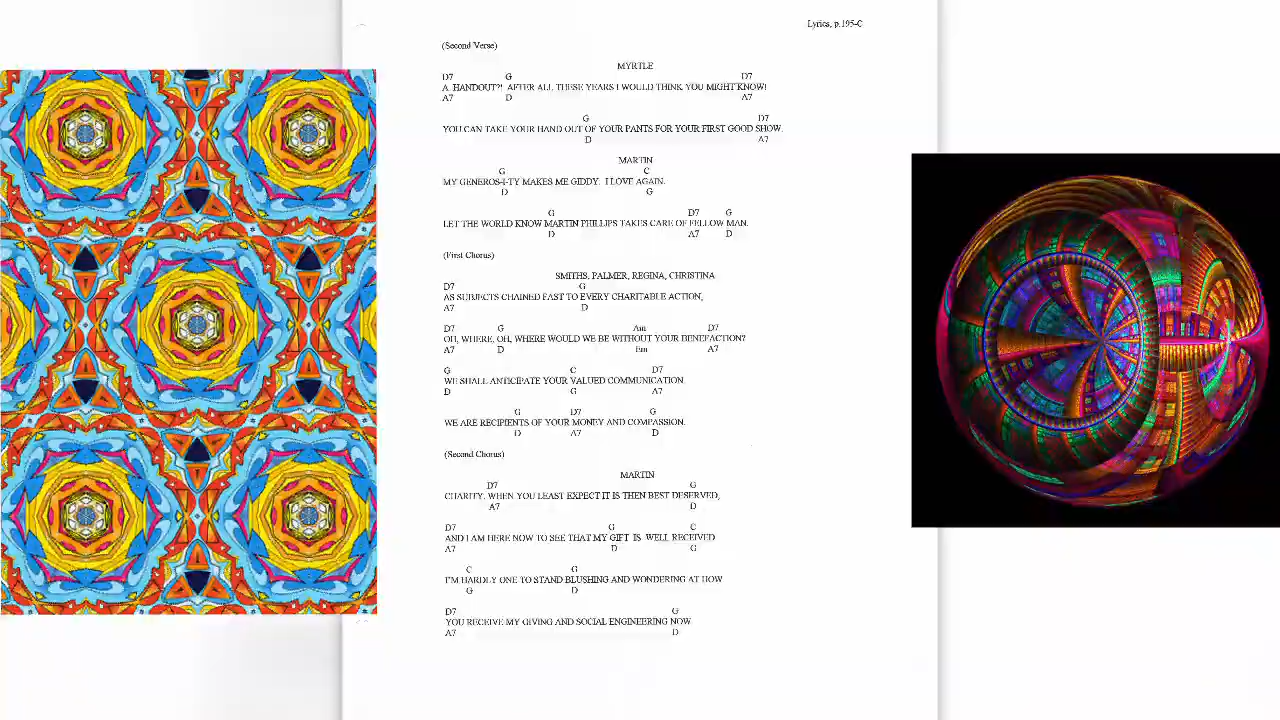 Lyrics, p.195-C
(Second Verse)
MYRTLE
D7 G D7
A HANDOUT?! AFTER ALL THESE YEARS I WOULD THINK YOU MIGHT KNOW!
A7 D A7
G D7
YOU CAN TAKE YOUR HAND OUT OF YOUR PANTS FOR YOUR FIRST GOOD SHOW.
D A7
MARTIN
G C
MY GENEROS-I-TY MAKES ME GIDDY. I LOVE AGAIN.
D G
G D7 G
LET THE WORLD KNOW MARTIN PHILLIPS TAKES CARE OF FELLOW MAN.
D A7 D
(First Chorus)
SMITHS, PALMER, REGINA, CHRISTINA
D7 G
AS SUBJECTS CHAINED FAST TO EVERY CHARITABLE ACTION,
A7 D
D7 G Am D7
OH, WHERE, OH, WHERE WOULD WE BE WITHOUT YOUR BENEFACTION?
A7 D Em A7
G C D7
WE SHALL ANTICIPATE YOUR VALUED COMMUNICATION
D G A7
G D7 G
WE ARE RECIPIENTS OF YOUR MONEY AND COMPASSION.
D A7 D
(Second Chorus)
MARTIN
D7 G
CHARITY, WHEN YOU LEAST EXPECT IT IS THEN BEST DESERVED,
A7 D
D7 G C
AND I AM HERE NOW TO SEE THAT MY GIFT IS WELL RECEIVED
A7 D G
C G
I'M HARDLY ONE TO STAND BLUSHING AND WONDERING AT HOW
G D
D7 G
YOU RECEIVE MY GIVING AND SOCIAL ENGINEERING NOW
A7 D